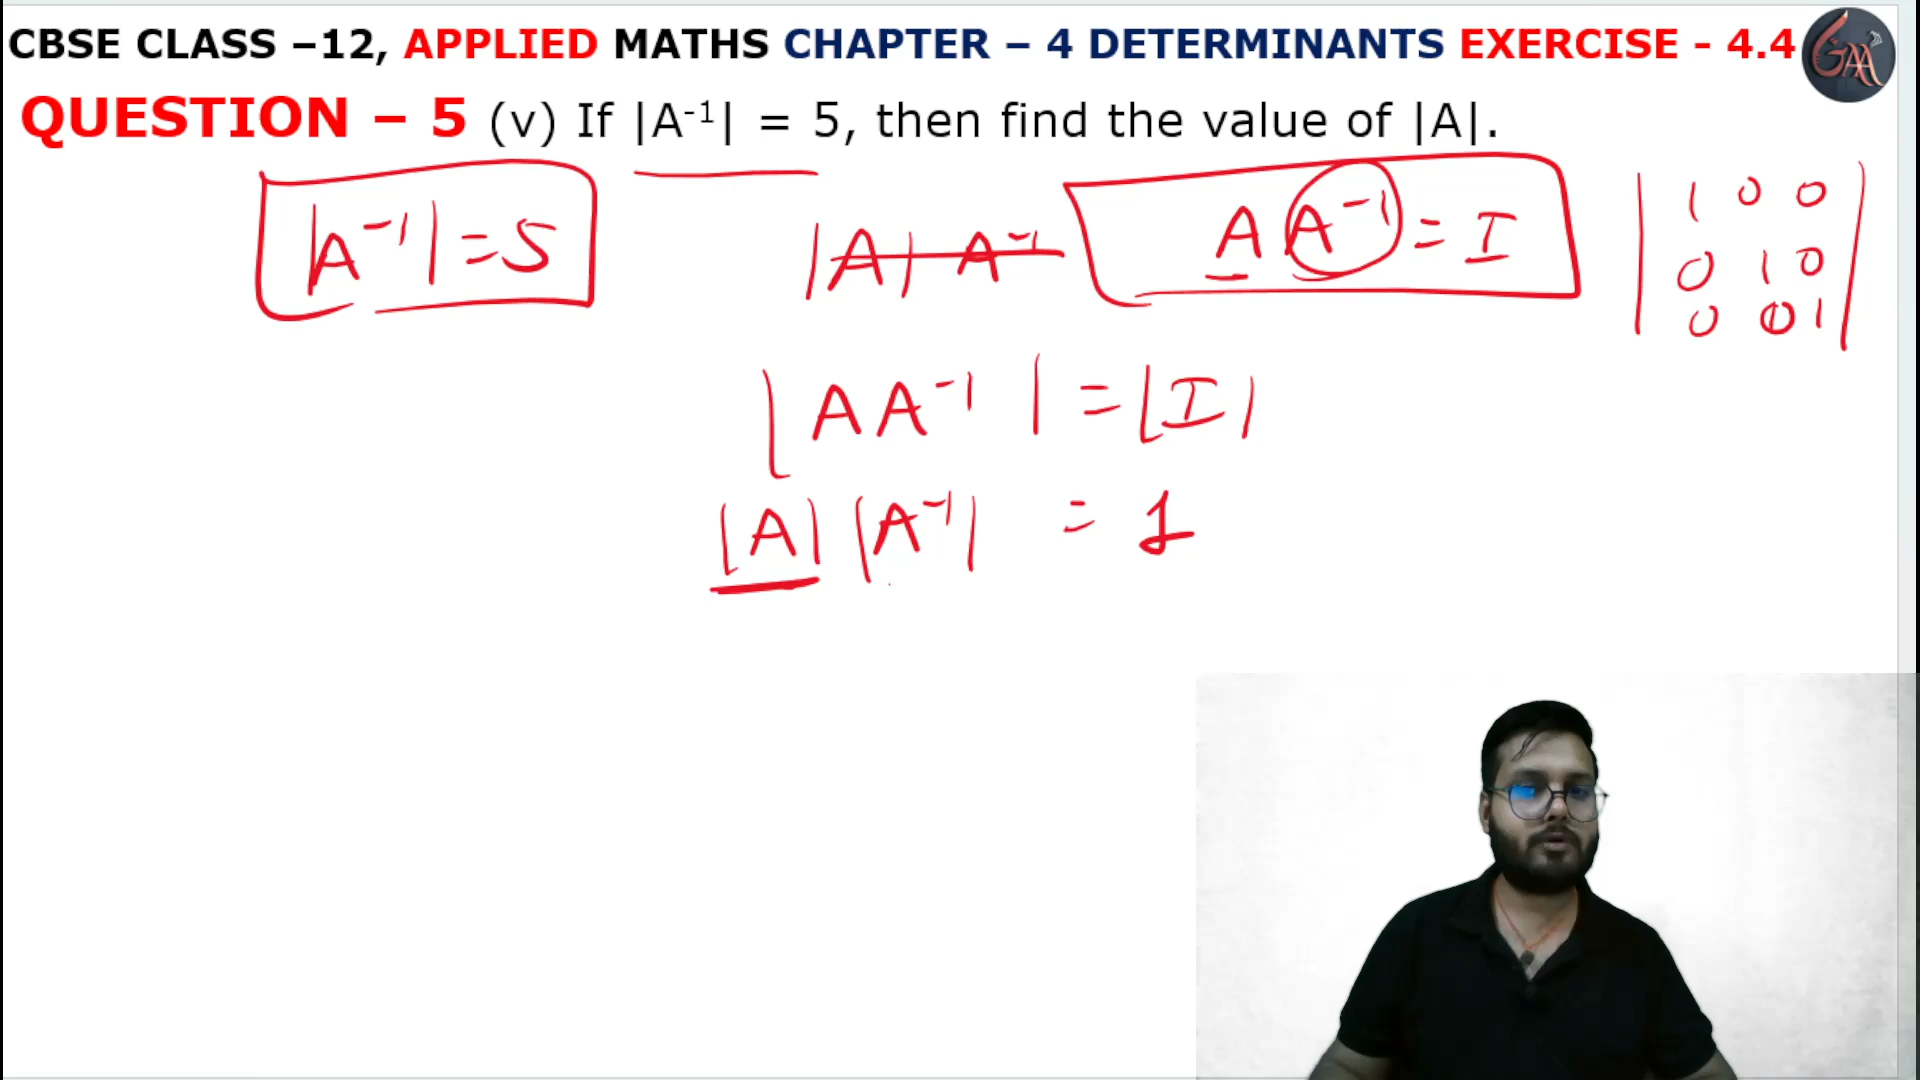 CBSE CLASS –12, APPLIED MATHS CHAPTER – 4 DETERMINANTS EXERCISE - 4.4
QUESTION – 5 (v) If |A⁻¹| = 5, then find the value of |A|.
|A⁻¹| = 5
|A| A⁻¹
A A⁻¹ = I
1 0 0
0 1 0
0 0 1
|AA⁻¹| = |I|
|A| |A⁻¹| = 1